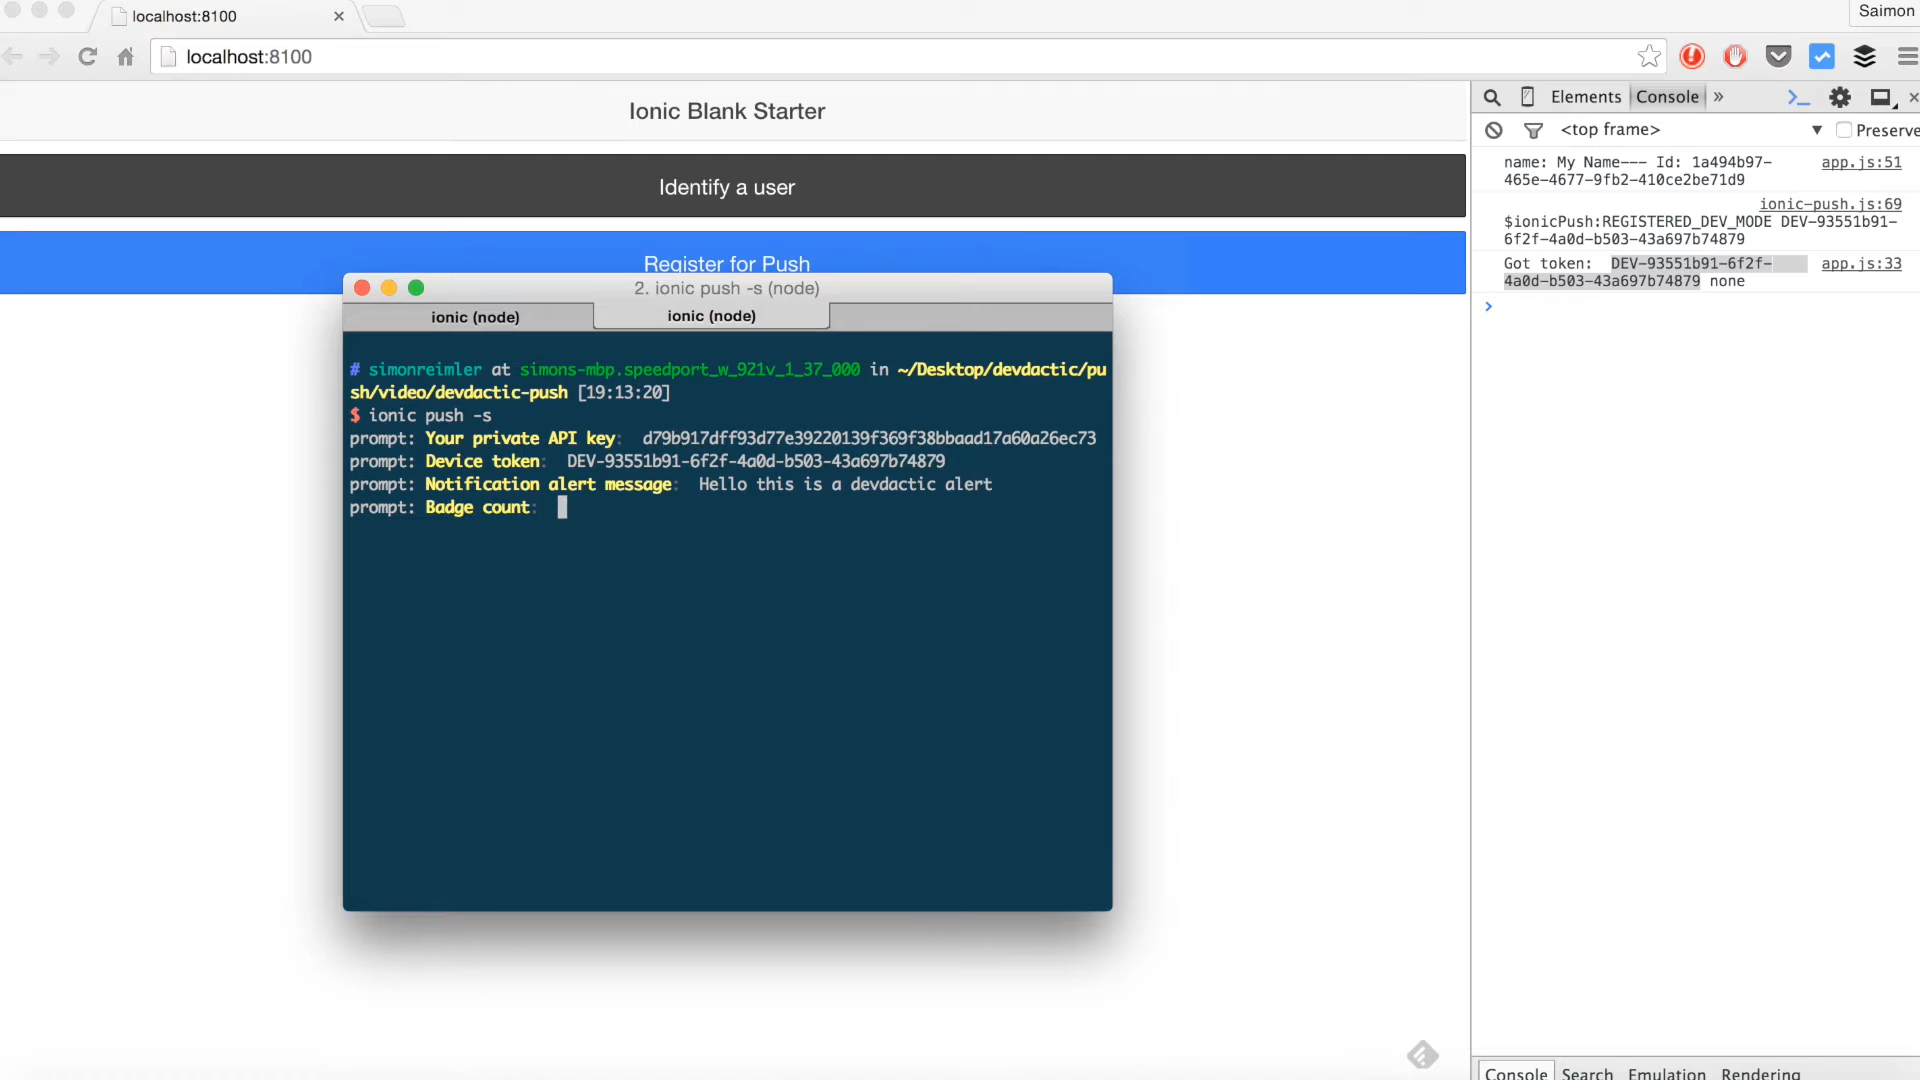 localhost:8100
Saimon
localhost:8100
Ionic Blank Starter
Identify a user
Register for Push
2. ionic push -s (node)
ionic (node)
ionic (node)
# simonreimler at simons-mbp.speedport_w_921v_1_37_000 in ~/Desktop/devdactic/pu
sh/video/devdactic-push [19:13:20]
$ ionic push -s
prompt: Your private API key: d79b917dff93d77e39220139f369f38bbaad17a60a26ec73
prompt: Device token: DEV-93551b91-6f2f-4a0d-b503-43a697b74879
prompt: Notification alert message: Hello this is a devdactic alert
prompt: Badge count:
Elements Console »
<top frame> Preserve
name: My Name--- Id: 1a494b97- app.js:51
465e-4677-9fb2-410ce2be71d9
ionic-push.js:69
$ionicPush:REGISTERED_DEV_MODE DEV-93551b91-
6f2f-4a0d-b503-43a697b74879
Got token: DEV-93551b91-6f2f- app.js:33
4a0d-b503-43a697b74879 none
Console Search Emulation Rendering